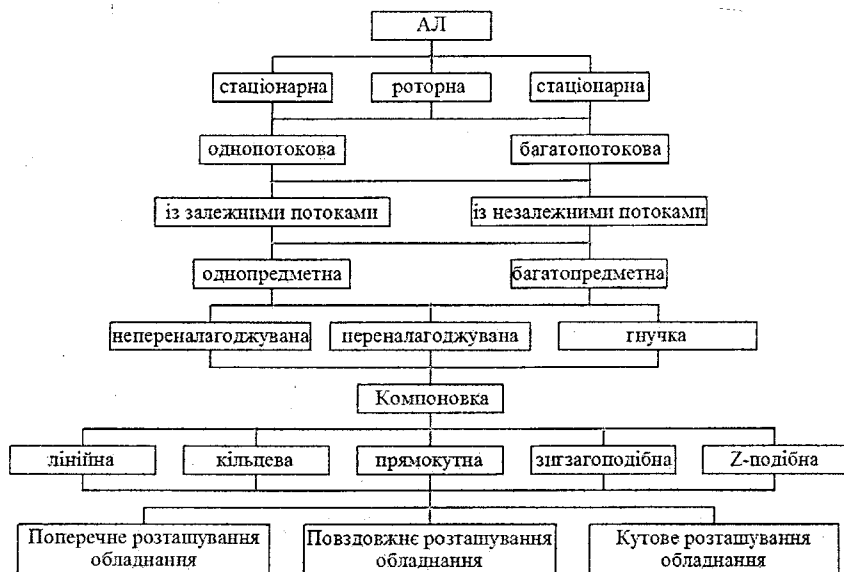 АЛ
стаціонарна роторна стаціонарна
однопотокова багатопотокова
із залежними потоками із незалежними потоками
однопредметна багатопредметна
непереналагоджувана переналагоджувана гнучка
Компоновка
лінійна кільцева прямокутна зигзагоподібна Z-подібна
Поперечне розташування Повздовжнє розташування Кутове розташування
обладнання обладнання обладнання